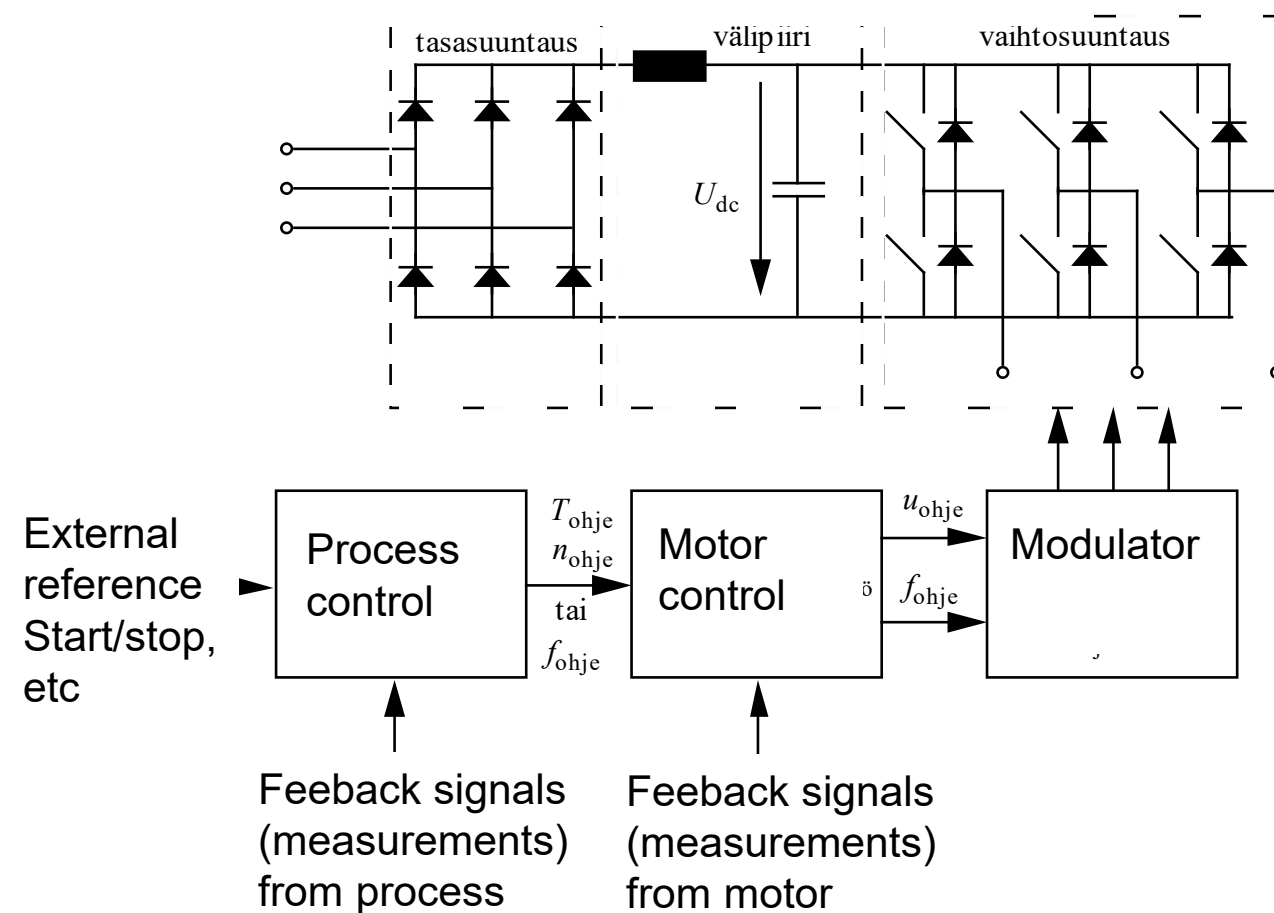 tasasuuntaus
välipiiri
vaihtosuuntaus
Udc
External
reference
Start/stop,
etc
Process
control
Tohje
nohje
tai
fohje
Motor
control
ö
uohje
fohje
Modulator
Feeback signals
(measurements)
from process
Feeback signals
(measurements)
from motor